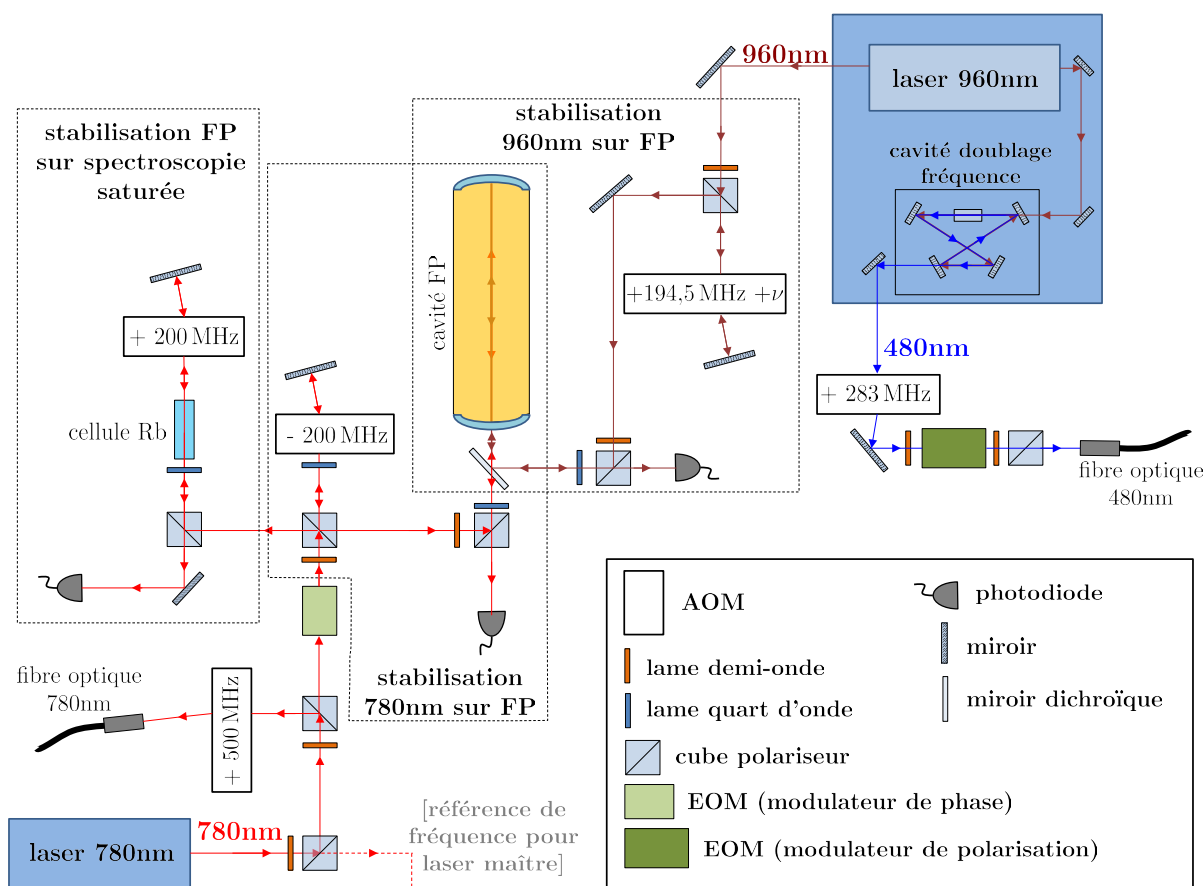 960nm
laser 960nm
stabilisation
960nm sur FP
stabilisation FP
sur spectroscopie
saturée
cavité doublage
fréquence
cavité FP
+194,5 MHz +ν
+ 200 MHz
480nm
+ 283 MHz
cellule Rb
- 200 MHz
fibre optique
480nm
stabilisation
780nm sur FP
fibre optique
780nm
+ 500 MHz
780nm
laser 780nm
[référence de
fréquence pour
laser maître]
AOM
photodiode
lame demi-onde
miroir
lame quart d'onde
miroir dichroïque
cube polariseur
EOM (modulateur de phase)
EOM (modulateur de polarisation)